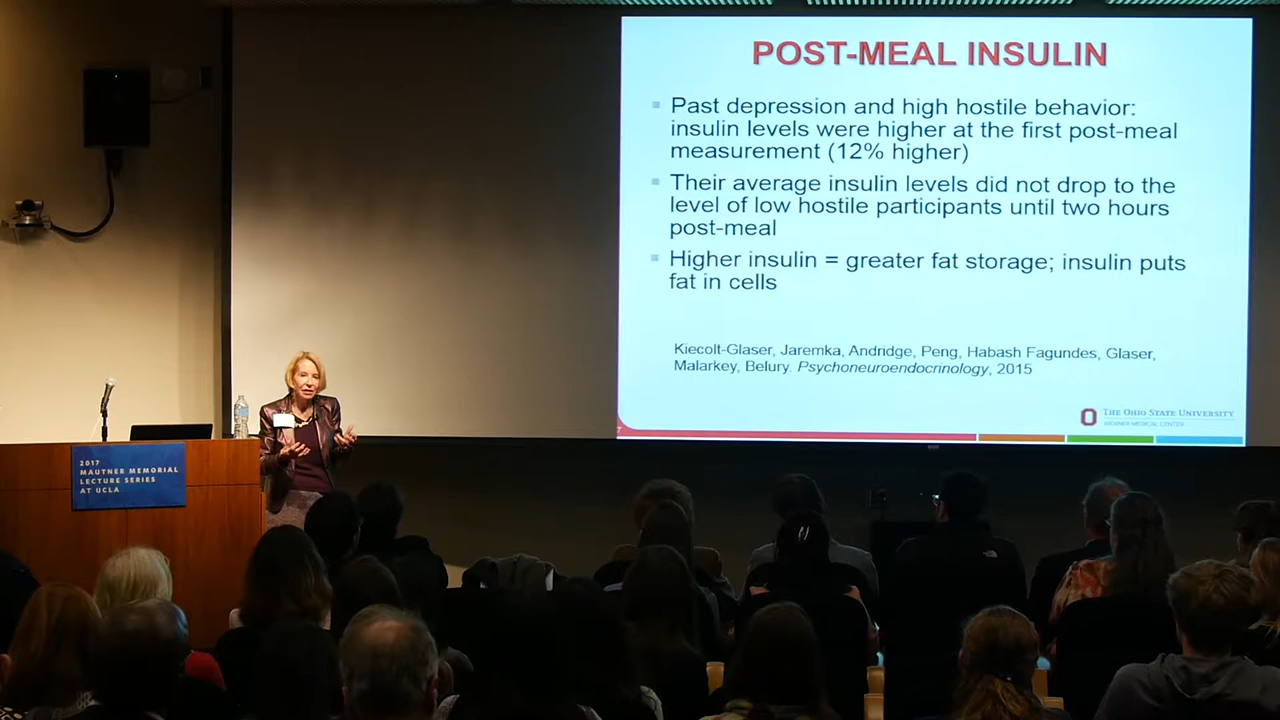 POST-MEAL INSULIN
Past depression and high hostile behavior:
insulin levels were higher at the first post-meal
measurement (12% higher)
Their average insulin levels did not drop to the
level of low hostile participants until two hours
post-meal
Higher insulin = greater fat storage; insulin puts
fat in cells
Kiecolt-Glaser, Jaremka, Andridge, Peng, Habash Fagundes, Glaser,
Malarkey, Belury. Psychoneuroendocrinology, 2015
THE OHIO STATE UNIVERSITY
WEXNER MEDICAL CENTER
2017
MAUTNER MEMORIAL
LECTURE SERIES
AT UCLA